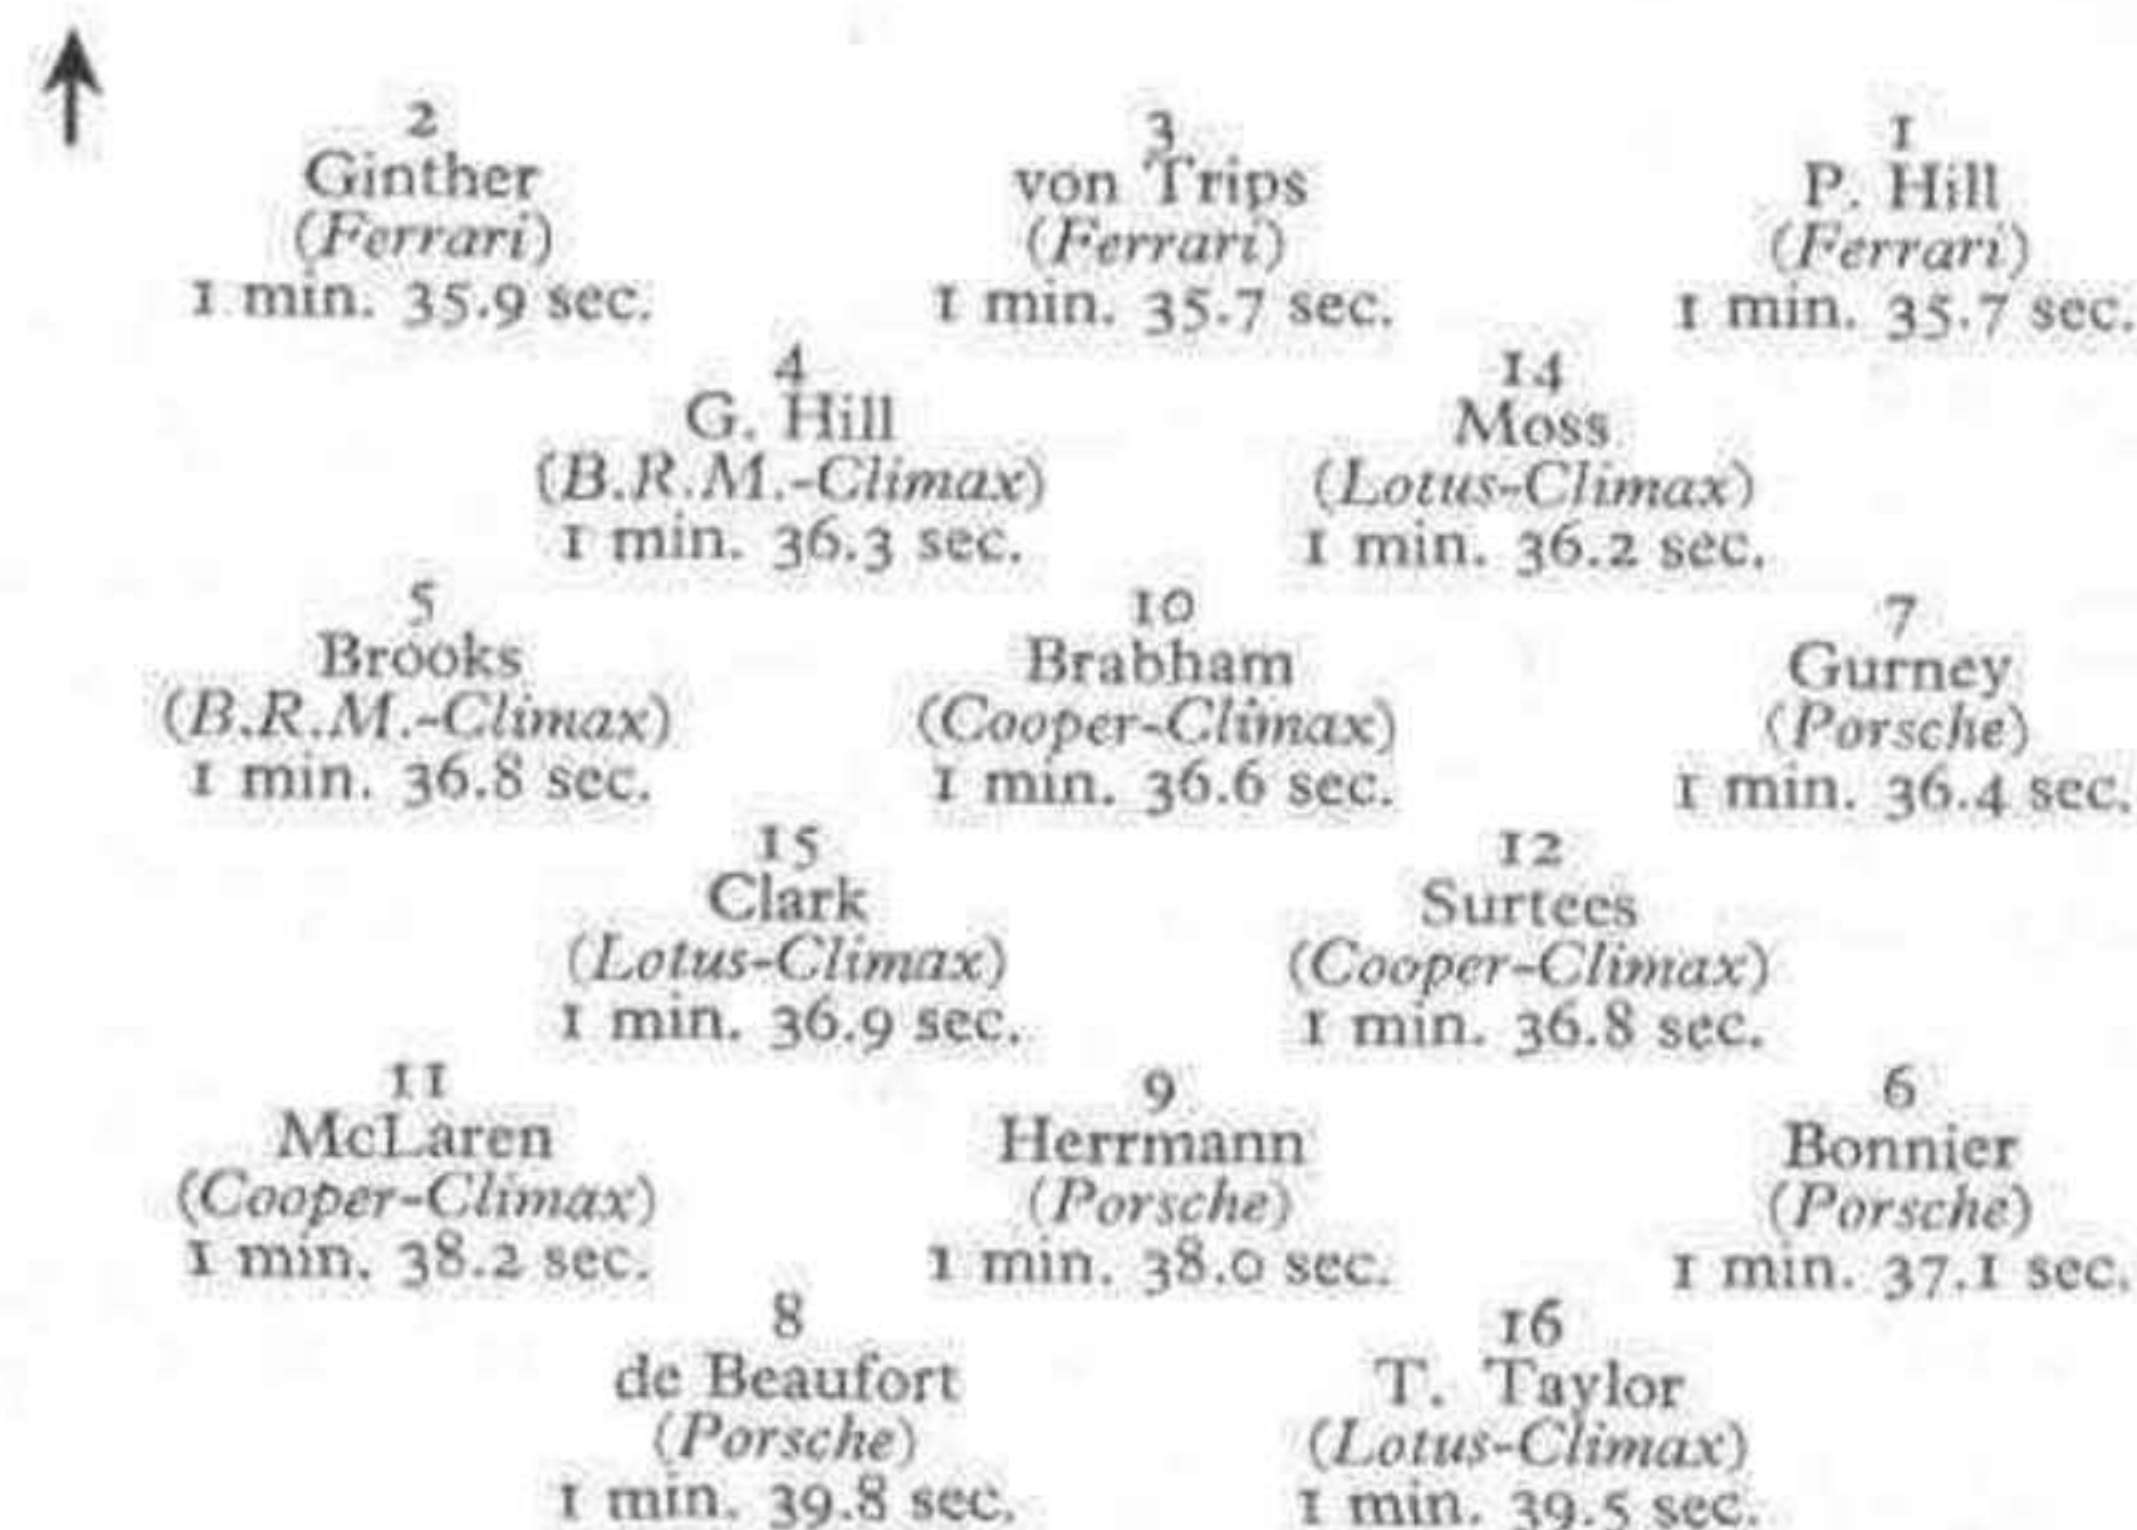 2 3 1
Ginther von Trips P. Hill
(Ferrari) (Ferrari) (Ferrari)
1 min. 35.9 sec. 1 min. 35.7 sec. 1 min. 35.7 sec.
4 14
G. Hill Moss
(B.R.M.-Climax) (Lotus-Climax)
1 min. 36.3 sec. 1 min. 36.2 sec.
5 10 7
Brooks Brabham Gurney
(B.R.M.-Climax) (Cooper-Climax) (Porsche)
1 min. 36.8 sec. 1 min. 36.6 sec. 1 min. 36.4 sec.
15 12
Clark Surtees
(Lotus-Climax) (Cooper-Climax)
1 min. 36.9 sec. 1 min. 36.8 sec.
11 9 6
McLaren Herrmann Bonnier
(Cooper-Climax) (Porsche) (Porsche)
1 min. 38.2 sec. 1 min. 38.0 sec. 1 min. 37.1 sec.
8 16
de Beaufort T. Taylor
(Porsche) (Lotus-Climax)
1 min. 39.8 sec. 1 min. 39.5 sec.